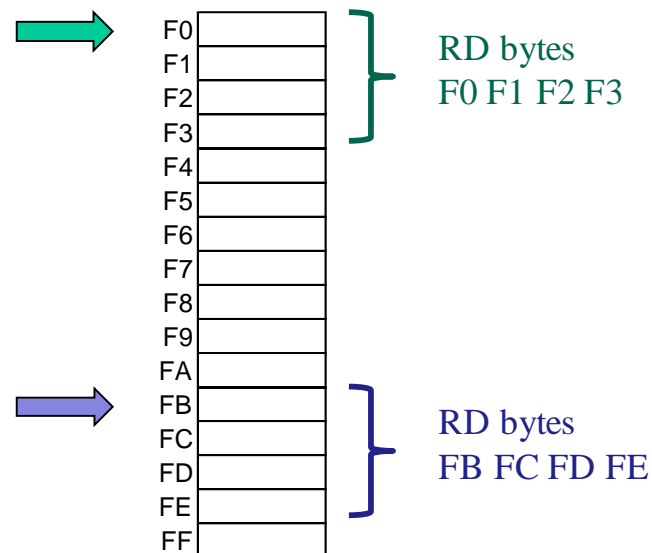 F0
F1
F2
F3
F4
F5
F6
F7
F8
F9
FA
FB
FC
FD
FE
FF
RD bytes
F0 F1 F2 F3
RD bytes
FB FC FD FE